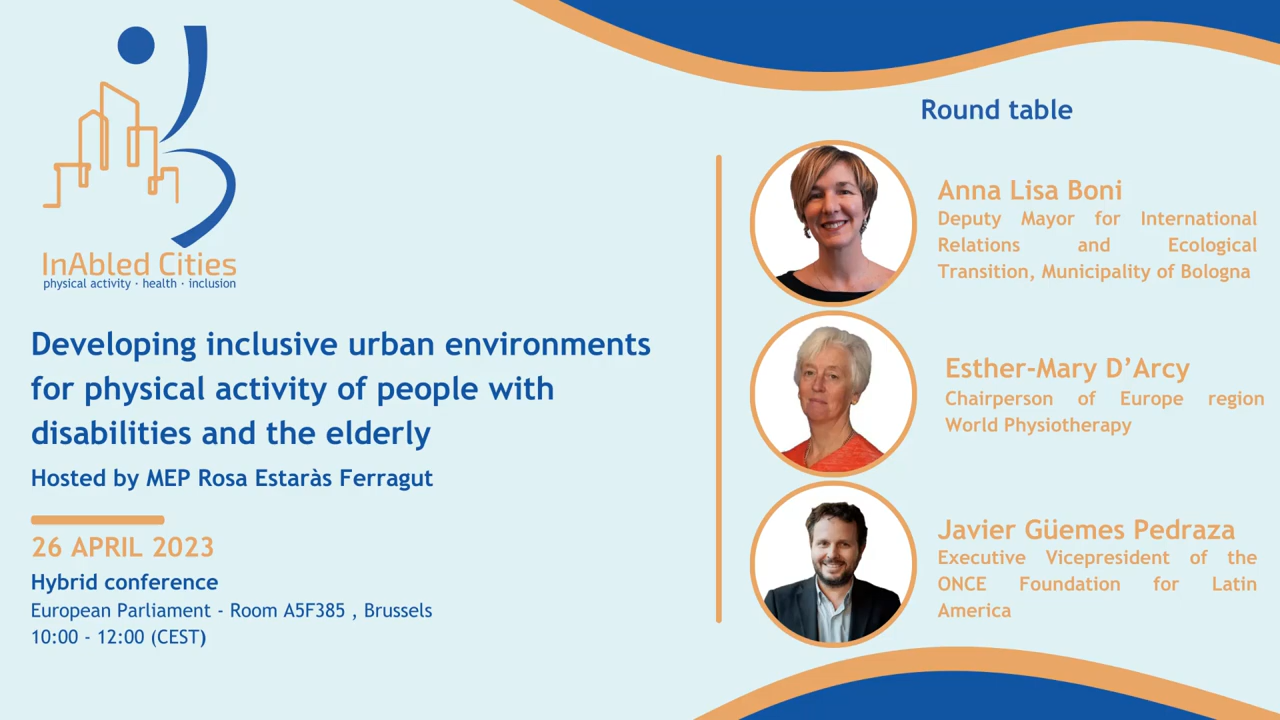 InAbled Cities
physical activity · health · inclusion
Developing inclusive urban environments
for physical activity of people with
disabilities and the elderly
Hosted by MEP Rosa Estaràs Ferragut
26 APRIL 2023
Hybrid conference
European Parliament - Room A5F385 , Brussels
10:00 - 12:00 (CEST)
Round table
Anna Lisa Boni
Deputy Mayor for International
Relations and Ecological
Transition, Municipality of Bologna
Esther-Mary D’Arcy
Chairperson of Europe region
World Physiotherapy
Javier Güemes Pedraza
Executive Vicepresident of the
ONCE Foundation for Latin
America